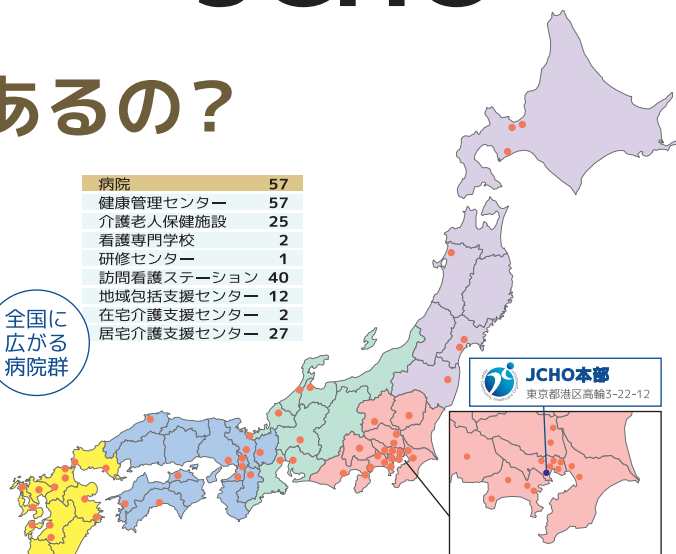 JCHO
あるの？
病院 57
健康管理センター 57
介護老人保健施設 25
看護専門学校 2
研修センター 1
訪問看護ステーション 40
地域包括支援センター 12
在宅介護支援センター 2
居宅介護支援センター 27
全国に
広がる
病院群
JCHO本部
東京都港区高輪3-22-12